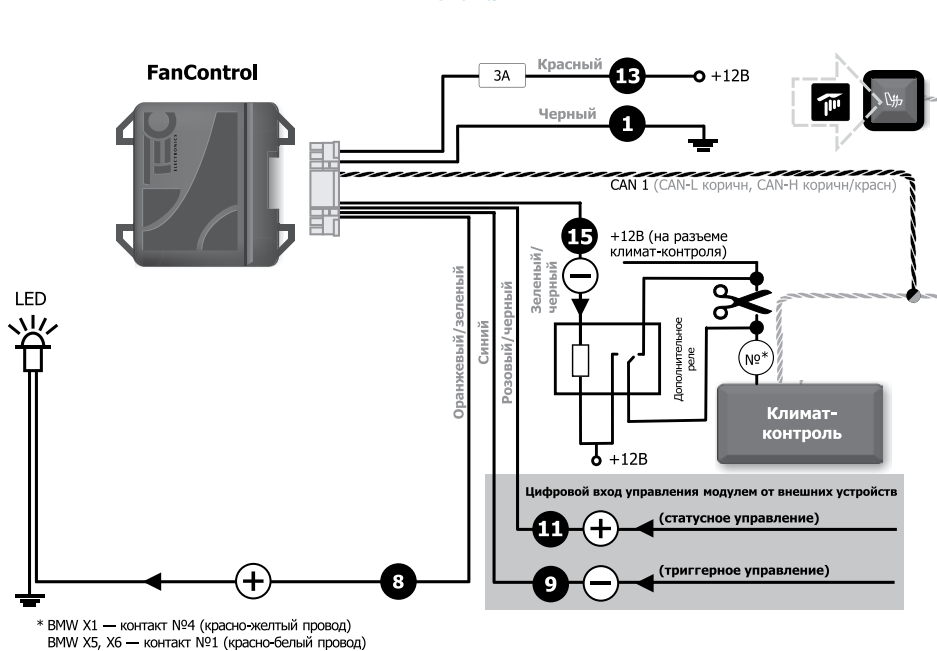 FanControl
3А
Красный
13
+12В
Черный
1
ELECTRONICS
CAN 1 (CAN-L коричн, CAN-H коричн/красн)
15
+12В (на разъеме
климат-контроля)
Зеленый/
черный
LED
Оранжевый/зеленый
Синий
Розовый/черный
Дополнительное
реле
№*
Климат-
контроль
+12В
Цифровой вход управления модулем от внешних устройств
11
(статусное управление)
9
(триггерное управление)
8
* BMW X1 — контакт №4 (красно-желтый провод)
BMW X5, X6 — контакт №1 (красно-белый провод)